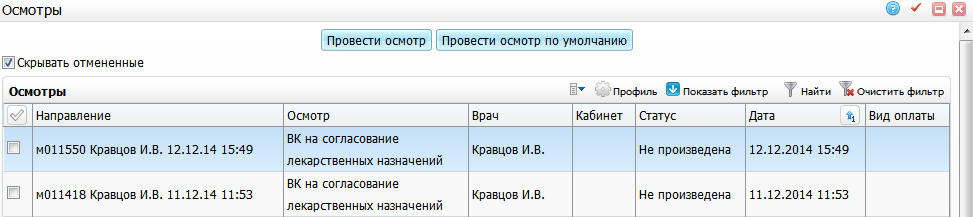 Осмотры
Провести осмотр Провести осмотр по умолчанию
Скрывать отмененные
Осмотры Профиль Показать фильтр Найти Очистить фильтр
Направление Осмотр Врач Кабинет Статус Дата 1 Вид оплаты
м011550 Кравцов И.В. 12.12.14 15:49 ВК на согласование лекарственных назначений Кравцов И.В. Не произведена 12.12.2014 15:49
м011418 Кравцов И.В. 11.12.14 11:53 ВК на согласование лекарственных назначений Кравцов И.В. Не произведена 11.12.2014 11:53